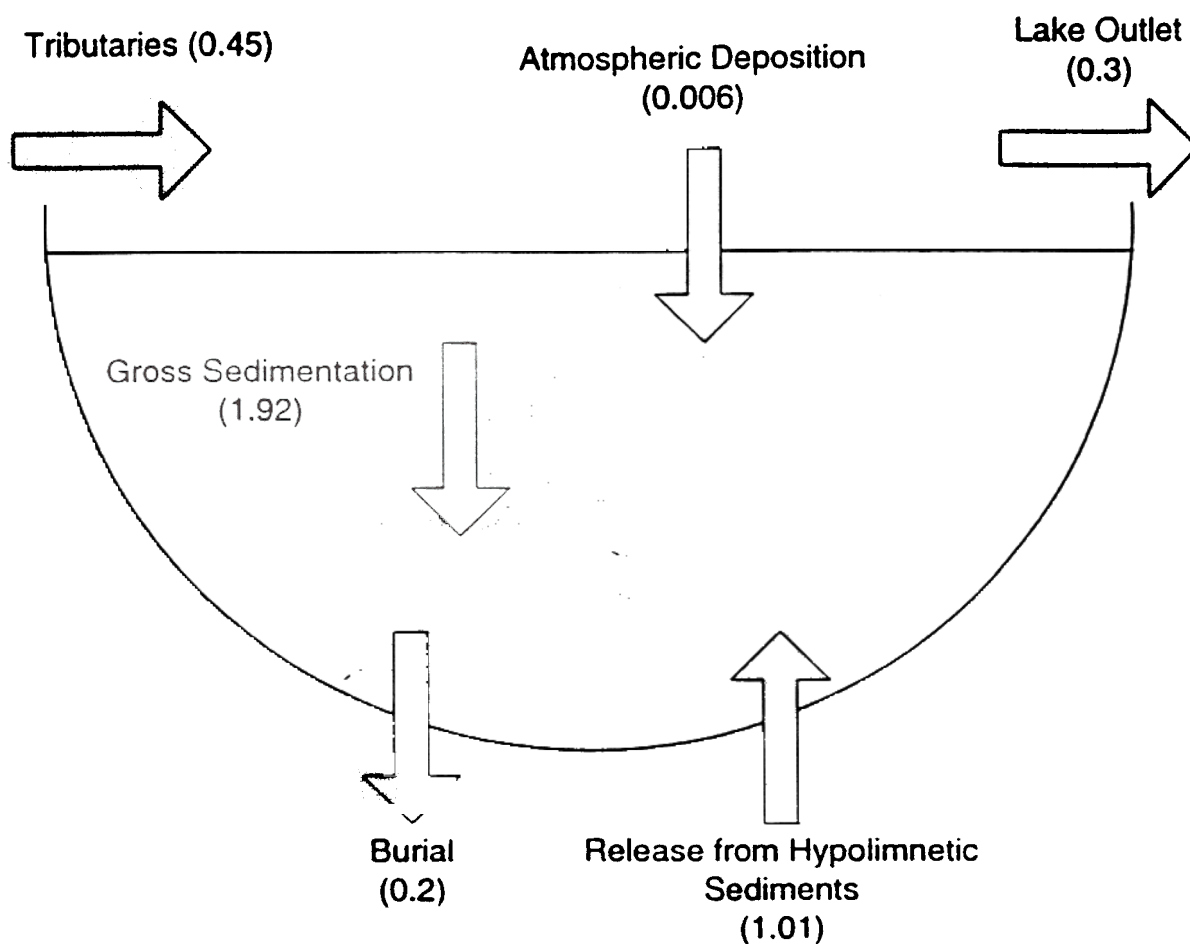 Tributaries (0.45)
Atmospheric Deposition
(0.006)
Lake Outlet
(0.3)
Gross Sedimentation
(1.92)
Burial
(0.2)
Release from Hypolimnetic
Sediments
(1.01)